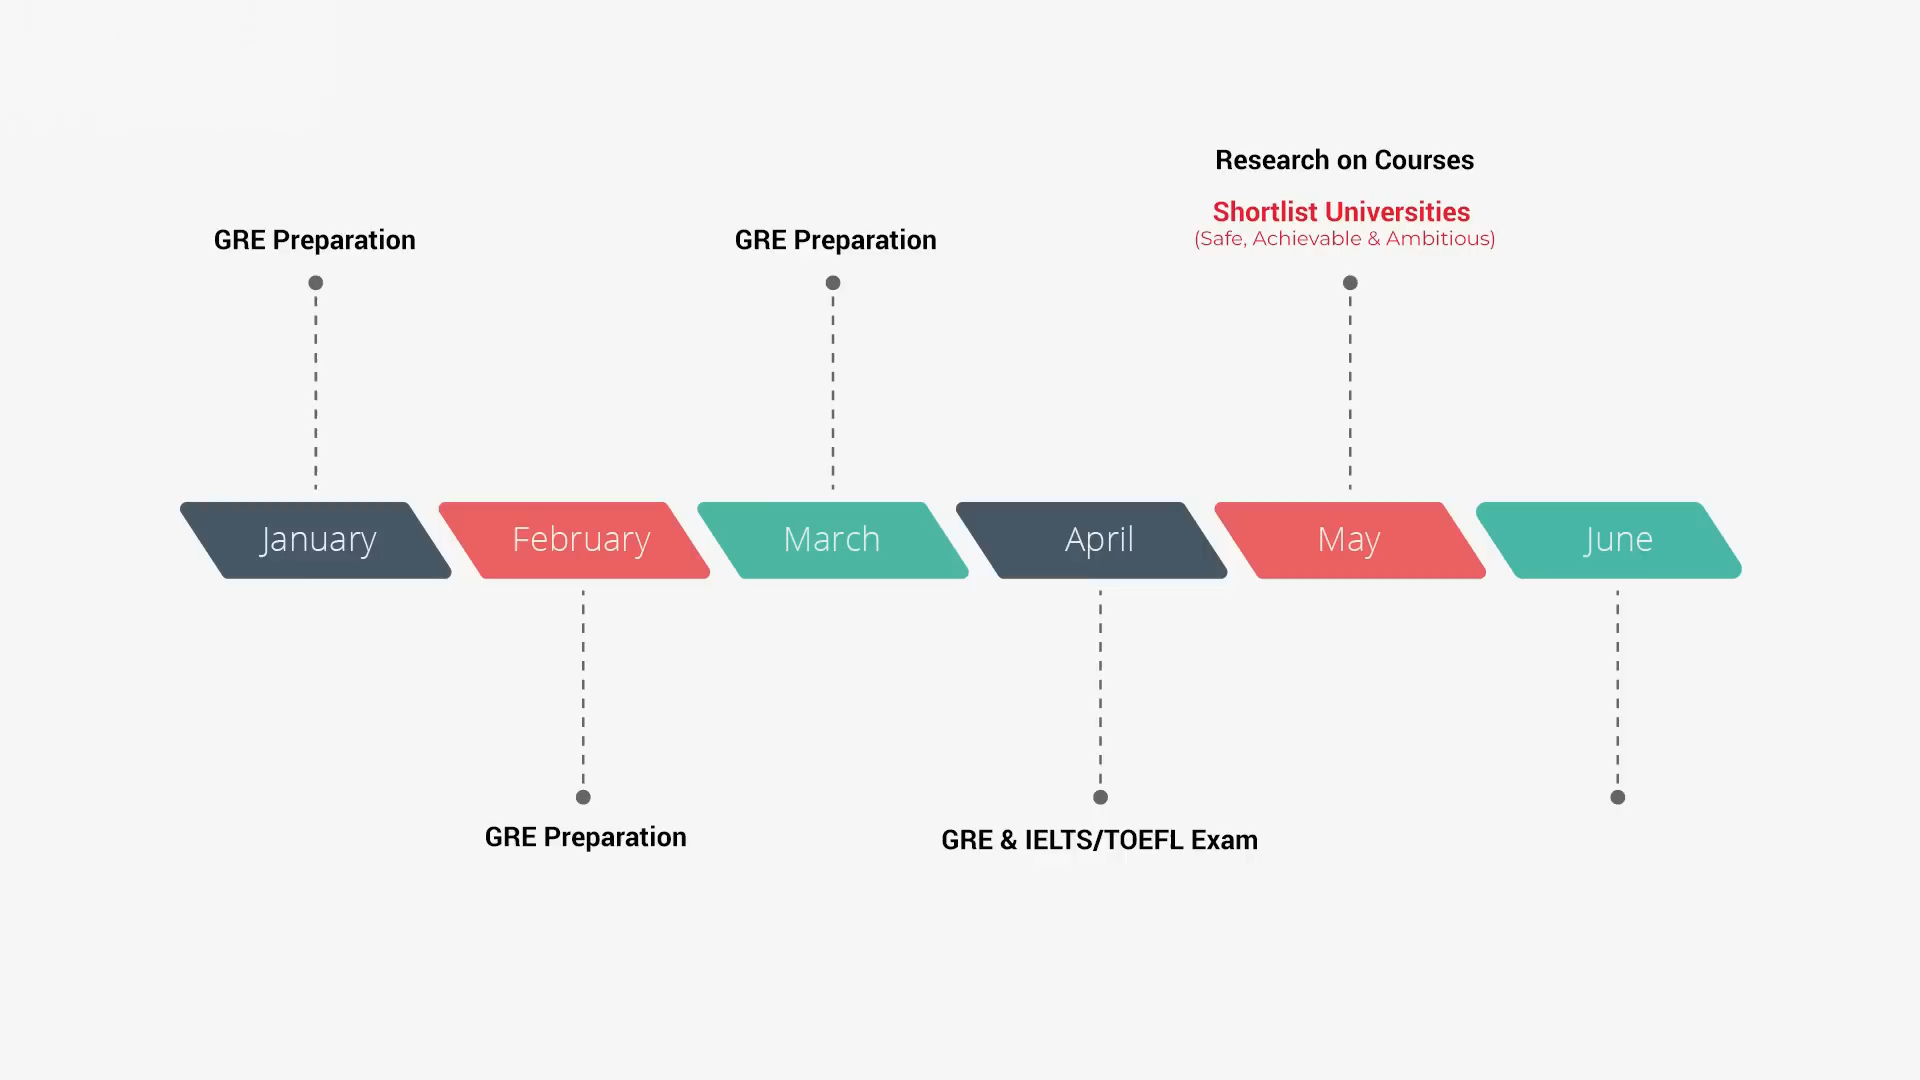 Research on Courses
Shortlist Universities
(Safe, Achievable & Ambitious)
GRE Preparation
GRE Preparation
January
February
March
April
May
June
GRE Preparation
GRE & IELTS/TOEFL Exam